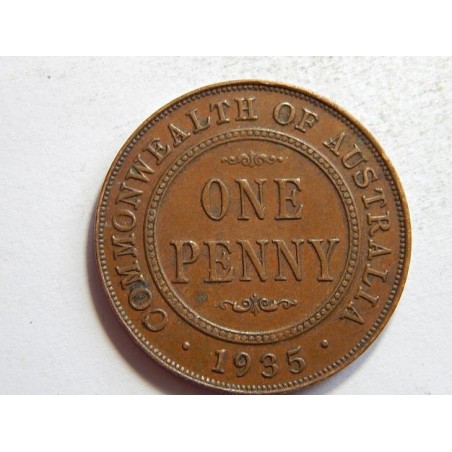 COMMONWEALTH OF AUSTRALIA
ONE
PENNY
· 1935 ·